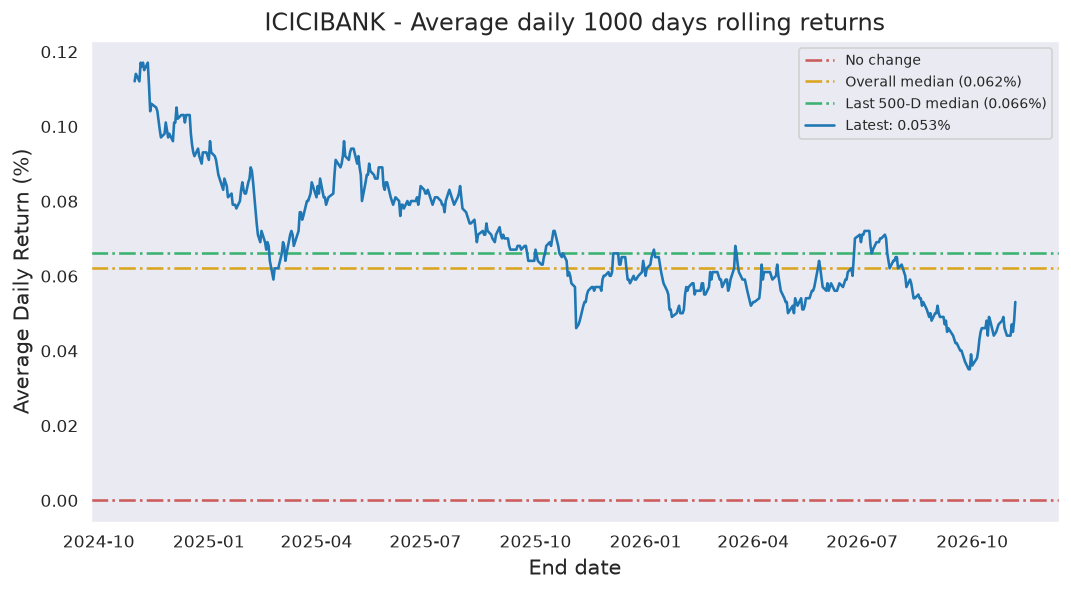 ICICIBANK - Average daily 1000 days rolling returns
No change
Overall median (0.062%)
Last 500-D median (0.066%)
Latest: 0.053%
Average Daily Return (%)
0.12
0.10
0.08
0.06
0.04
0.02
0.00
2024-10 2025-01 2025-04 2025-07 2025-10 2026-01 2026-04 2026-07 2026-10
End date